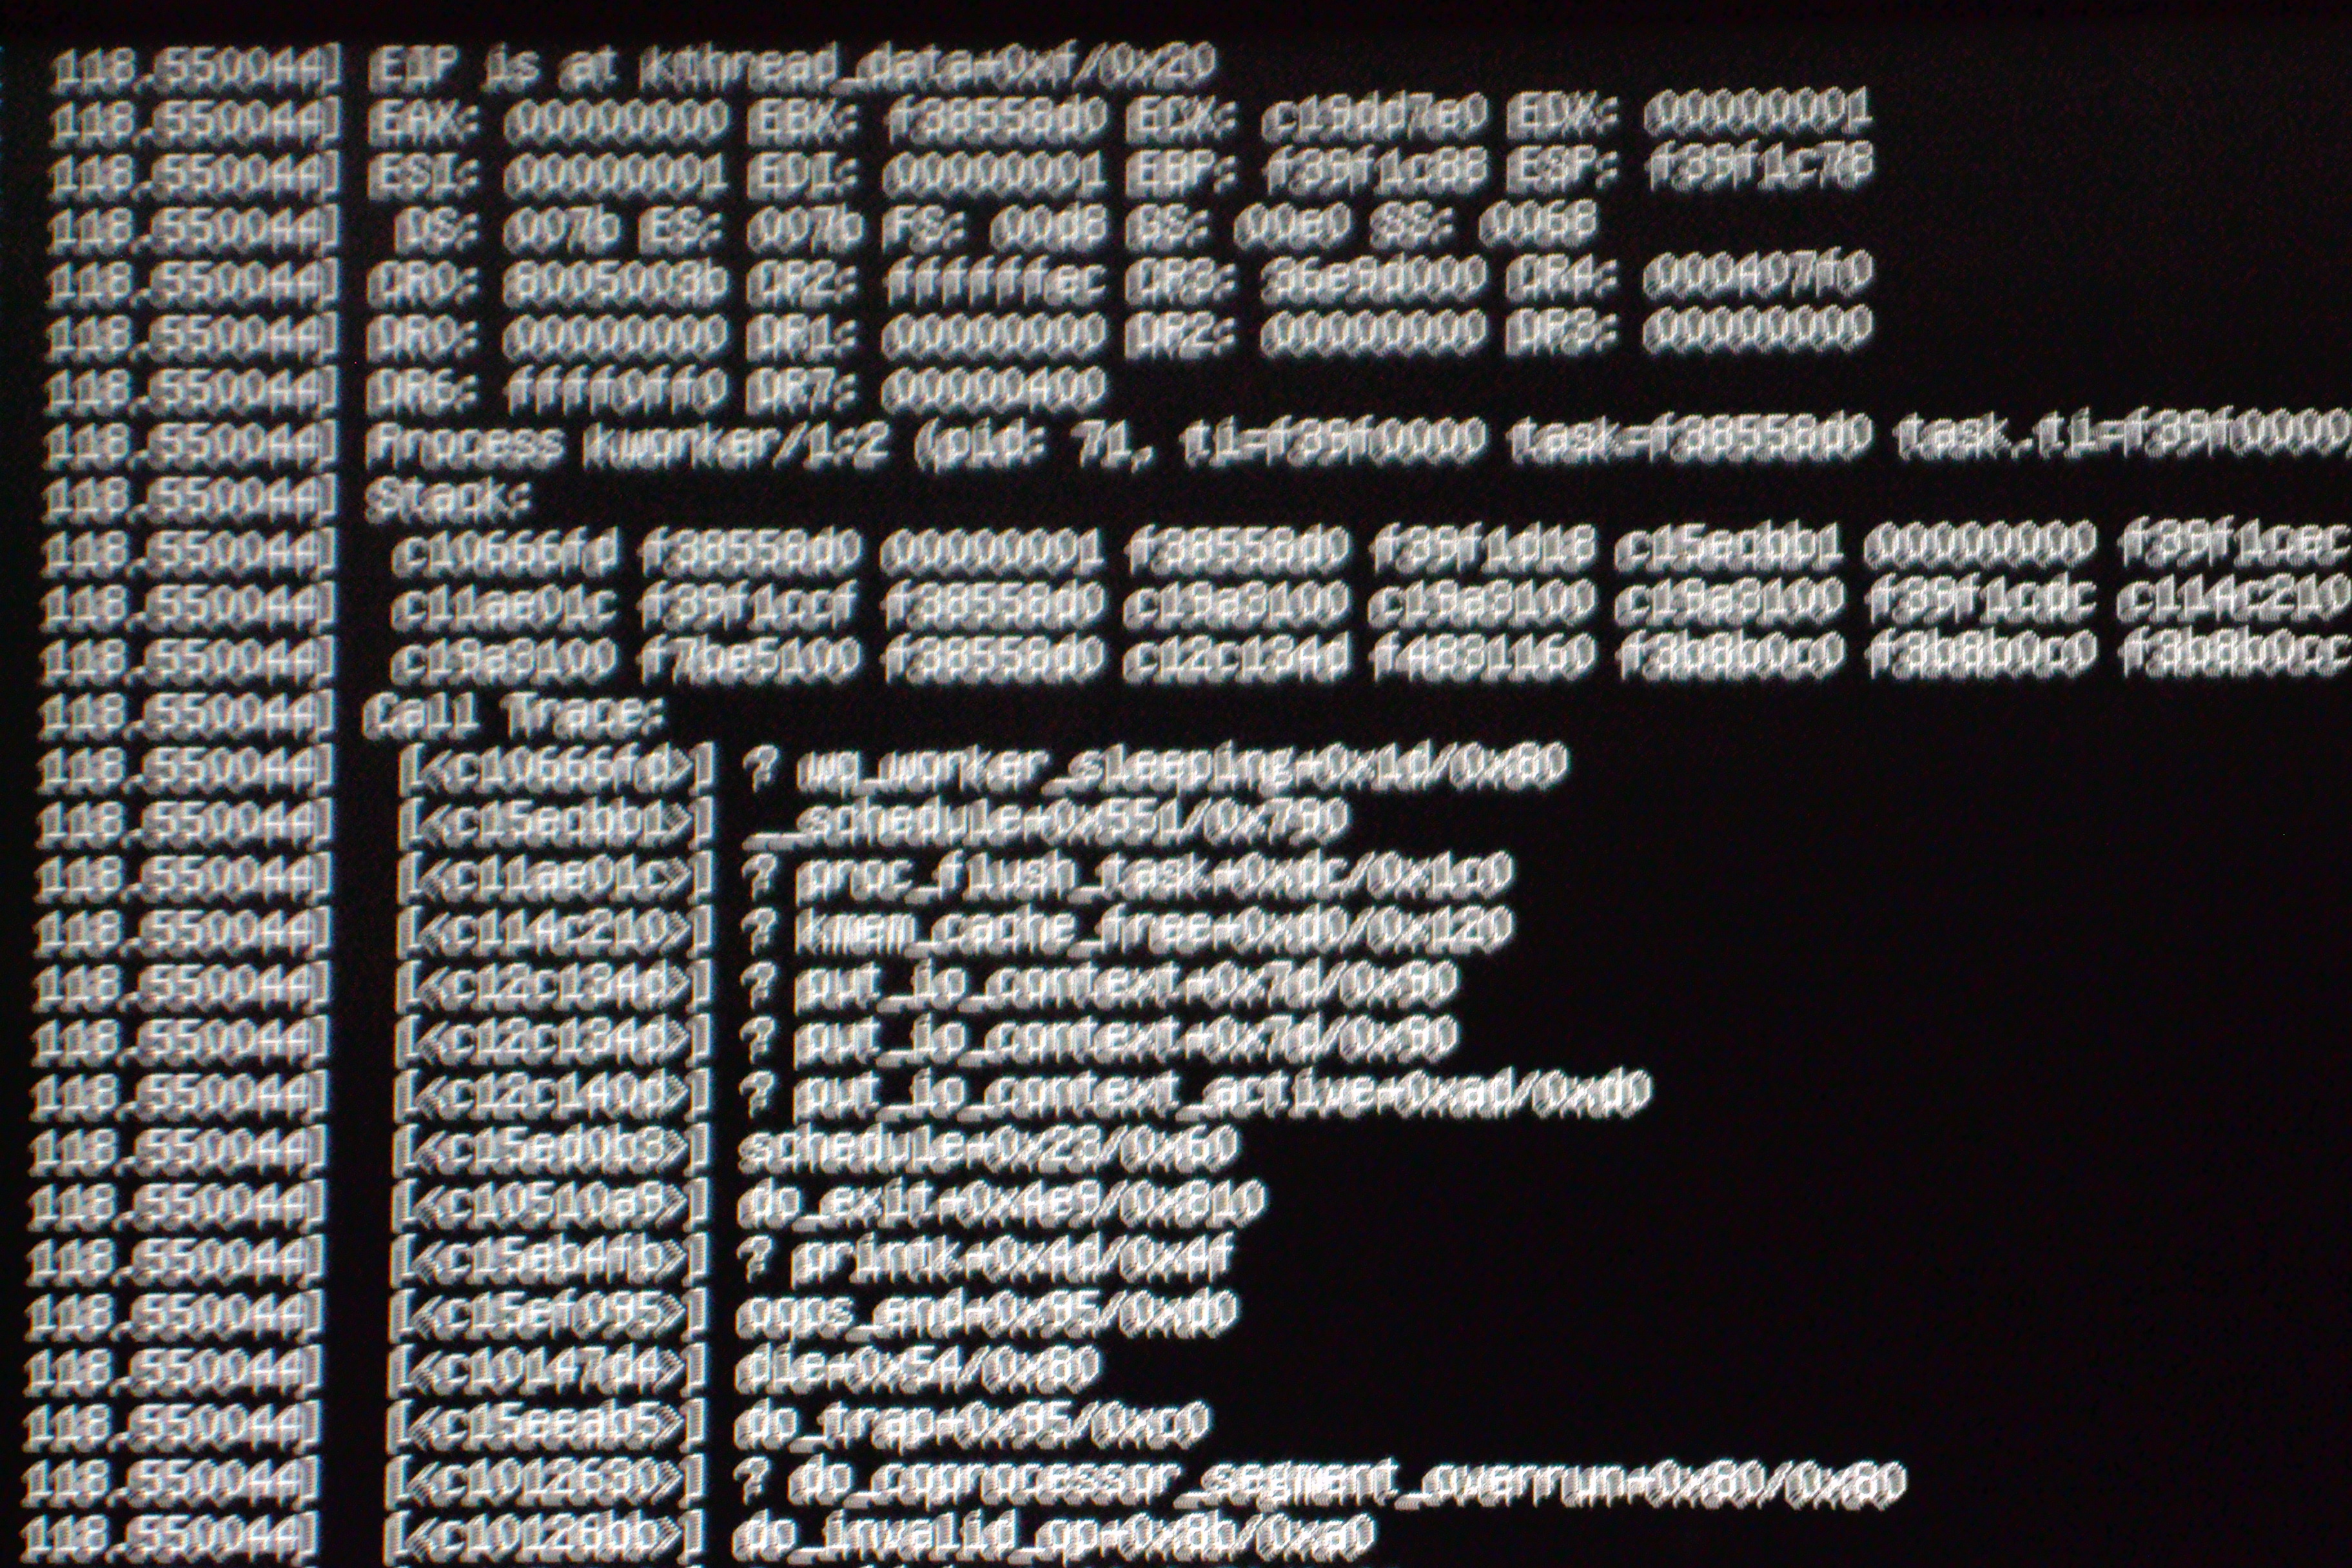 118.550044] EIP is at kthread_data+0xf/0x20
118.550044] EAX: 00000000 EBX: f38558d0 ECX: c19dd7e0 EDX: 00000001
118.550044] ESI: 00000001 EDI: 00000001 EBP: f39f1c88 ESP: f39f1c78
118.550044] DS: 007b ES: 007b FS: 00d8 GS: 00e0 SS: 0068
118.550044] CR0: 8005003b CR2: ffffffec CR3: 36e9d000 CR4: 000407f0
118.550044] DR0: 00000000 DR1: 00000000 DR2: 00000000 DR3: 00000000
118.550044] DR6: ffff0ff0 DR7: 00000400
118.550044] Process kworker/1:2 (pid: 71, ti=f39f0000 task=f38558d0 task.ti=f39f0000)
118.550044] Stack:
118.550044] c10666fd f38558d0 00000001 f38558d0 f39f1d18 c15ecbb1 00000000 f39f1cec
118.550044] c11ae01c f39f1ccf f38558d0 c19a3100 c19a3100 c19a3100 f39f1cdc c114c210
118.550044] c19a3100 f7be5100 f38558d0 c12c134d f4831160 f3b8b0c0 f3b8b0c0 f3b8b0cc
118.550044] Call Trace:
118.550044] [<c10666fd>] ? wq_worker_sleeping+0x1d/0x80
118.550044] [<c15ecbb1>] __schedule+0x551/0x790
118.550044] [<c11ae01c>] ? proc_flush_task+0xdc/0x1c0
118.550044] [<c114c210>] ? kmem_cache_free+0xd0/0x120
118.550044] [<c12c134d>] ? put_io_context+0x7d/0x90
118.550044] [<c12c134d>] ? put_io_context+0x7d/0x90
118.550044] [<c12c140d>] ? put_io_context_active+0xad/0xd0
118.550044] [<c15ed0b3>] schedule+0x23/0x60
118.550044] [<c10510a9>] do_exit+0x4e9/0x810
118.550044] [<c15eb4fb>] ? printk+0x4d/0x4f
118.550044] [<c15ef095>] oops_end+0x95/0xd0
118.550044] [<c10147d4>] die+0x54/0x80
118.550044] [<c15eeab5>] do_trap+0x95/0xc0
118.550044] [<c1012630>] ? do_coprocessor_segment_overrun+0x80/0x80
118.550044] [<c10126bb>] do_invalid_op+0x8b/0xa0